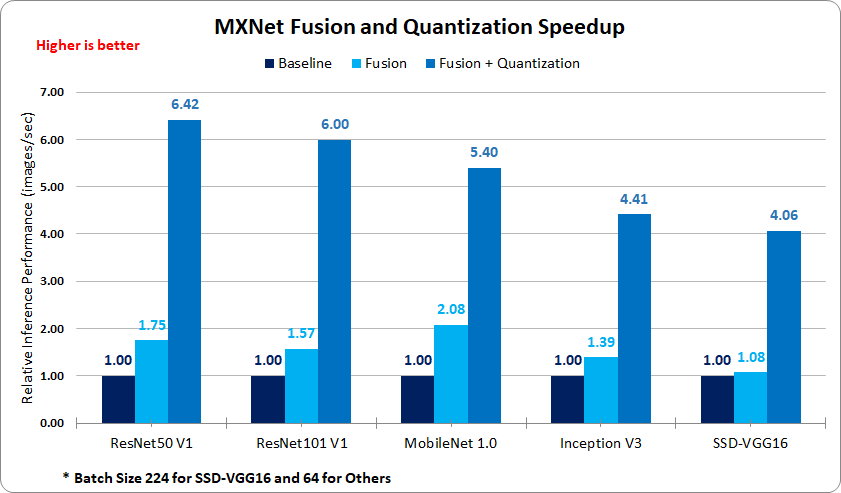 MXNet Fusion and Quantization Speedup
Higher is better
Baseline Fusion Fusion + Quantization
Relative Inference Performance (images/sec)
7.00
6.00
5.00
4.00
3.00
2.00
1.00
0.00
1.00 1.75 6.42
1.00 1.57 6.00
1.00 2.08 5.40
1.00 1.39 4.41
1.00 1.08 4.06
ResNet50 V1 ResNet101 V1 MobileNet 1.0 Inception V3 SSD-VGG16
* Batch Size 224 for SSD-VGG16 and 64 for Others